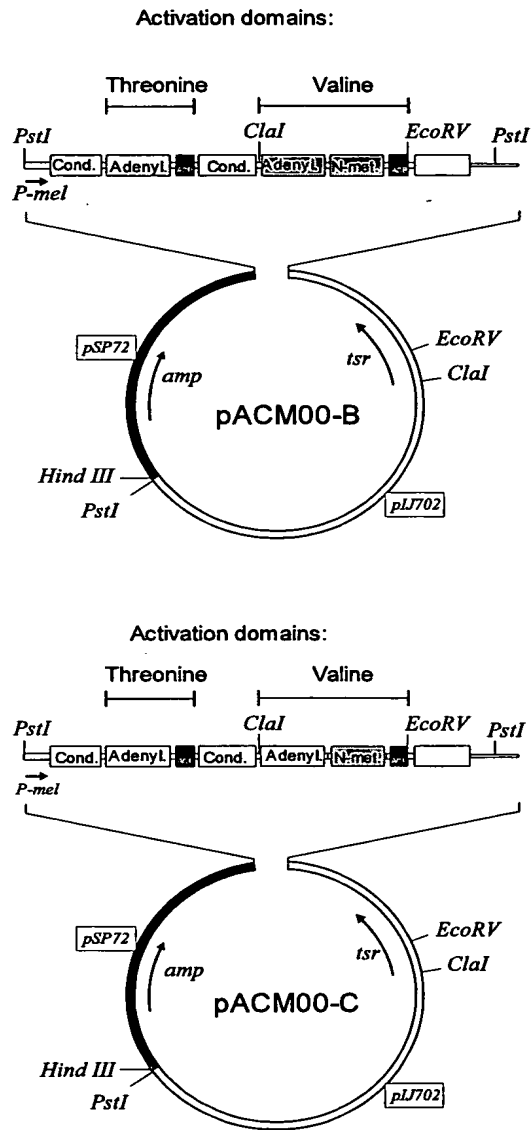 Activation domains:
Threonine Valine
PstI ClaI EcoRV PstI
Cond. Adenyl. Cond. Adenyl. N-met.
P-mel
pSP72
amp
tsr
EcoRV
ClaI
pACM00-B
Hind III
PstI
pIJ702
Activation domains:
Threonine Valine
PstI ClaI EcoRV PstI
Cond. Adenyl. Cond. Adenyl. N-met.
P-mel
pSP72
amp
tsr
EcoRV
ClaI
pACM00-C
Hind III
PstI
pIJ702